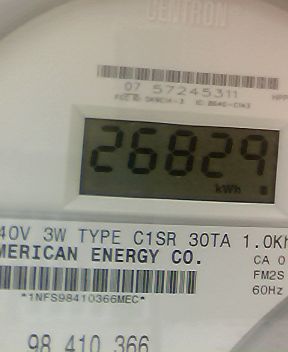 CENTRON
07 57245311
26829
kWh
40V 3W TYPE C1SR 30TA 1.0Kh
MERICAN ENERGY CO.
CA 0
FM2S
60Hz
*1NFS98410366MEC*
98 410 366